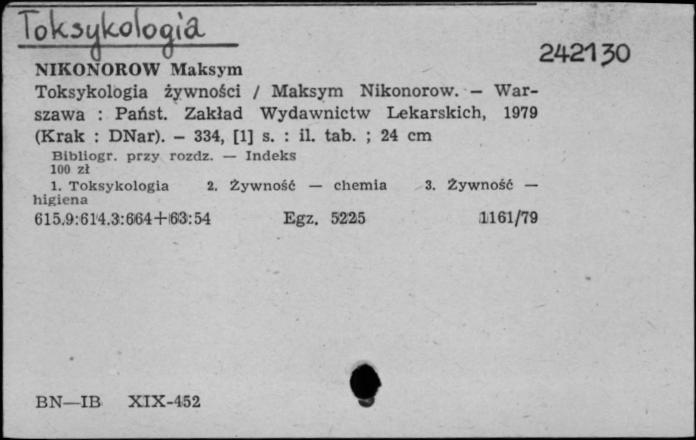 Toksykologia
242130
NIKONOROW Maksym
Toksykologia żywności / Maksym Nikonorow. — War-
szawa : Państ. Zakład Wydawnictw Lekarskich, 1979
(Krak : DNar). — 334, [1] s. : il. tab. ; 24 cm
Bibliogr. przy rozdz. — Indeks
100 zł
1. Toksykologia 2. Żywność — chemia 3. Żywność —
higiena
615.9:614.3:664+63:54 Egz. 5225 1161/79
BN—IB XIX-452